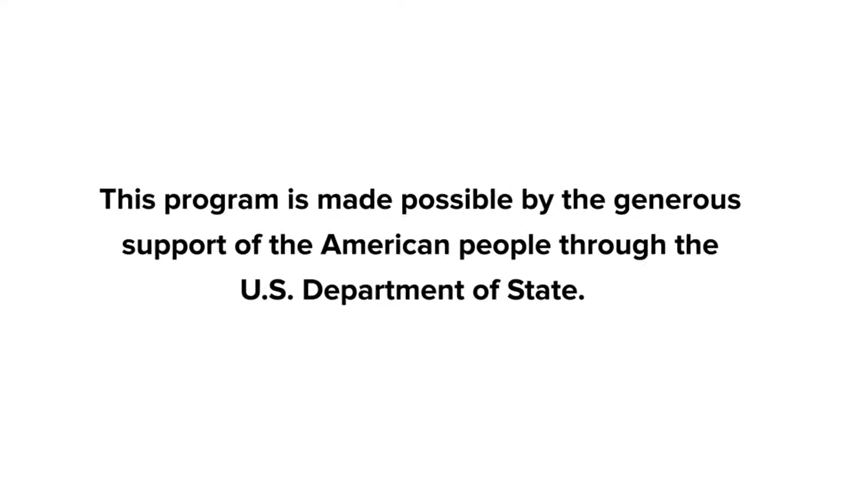 This program is made possible by the generous
support of the American people through the
U.S. Department of State.